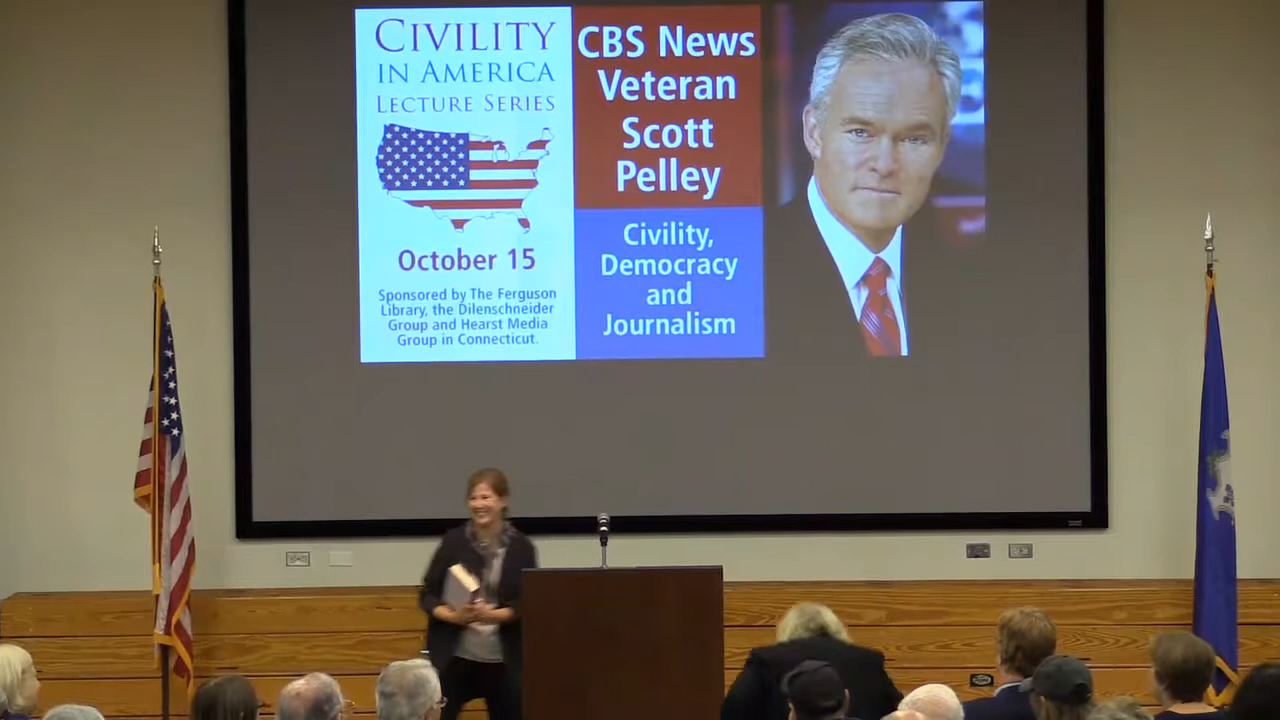 CIVILITY
IN AMERICA
LECTURE SERIES
October 15
Sponsored by The Ferguson
Library, the Dilenschneider
Group and Hearst Media
Group in Connecticut.
CBS News
Veteran
Scott
Pelley
Civility,
Democracy
and
Journalism